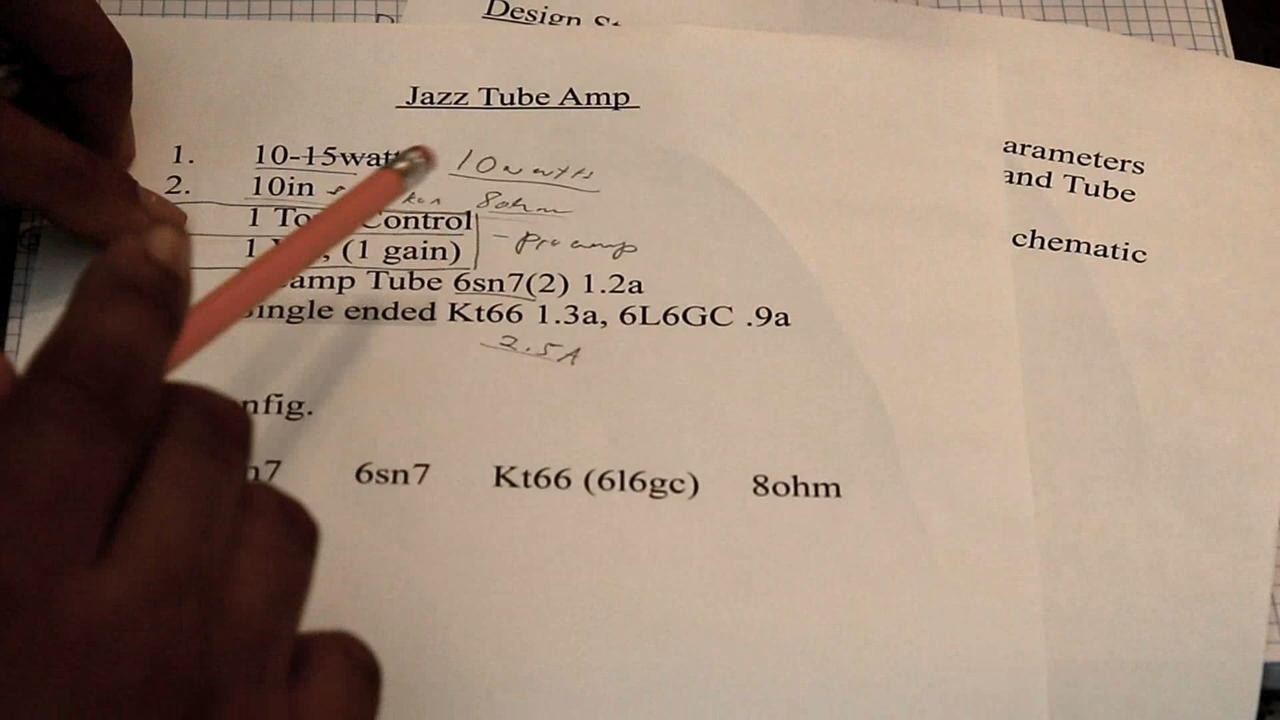 Design
Jazz Tube Amp
1. 10-15watt 10watts
2. 10in 8ohm
1 Control
1 (1 gain) - preamp
amp Tube 6sn7(2) 1.2a
ingle ended Kt66 1.3a, 6L6GC .9a
2.5A
nfig.
n7 6sn7 Kt66 (6l6gc) 8ohm
arameters
and Tube
chematic